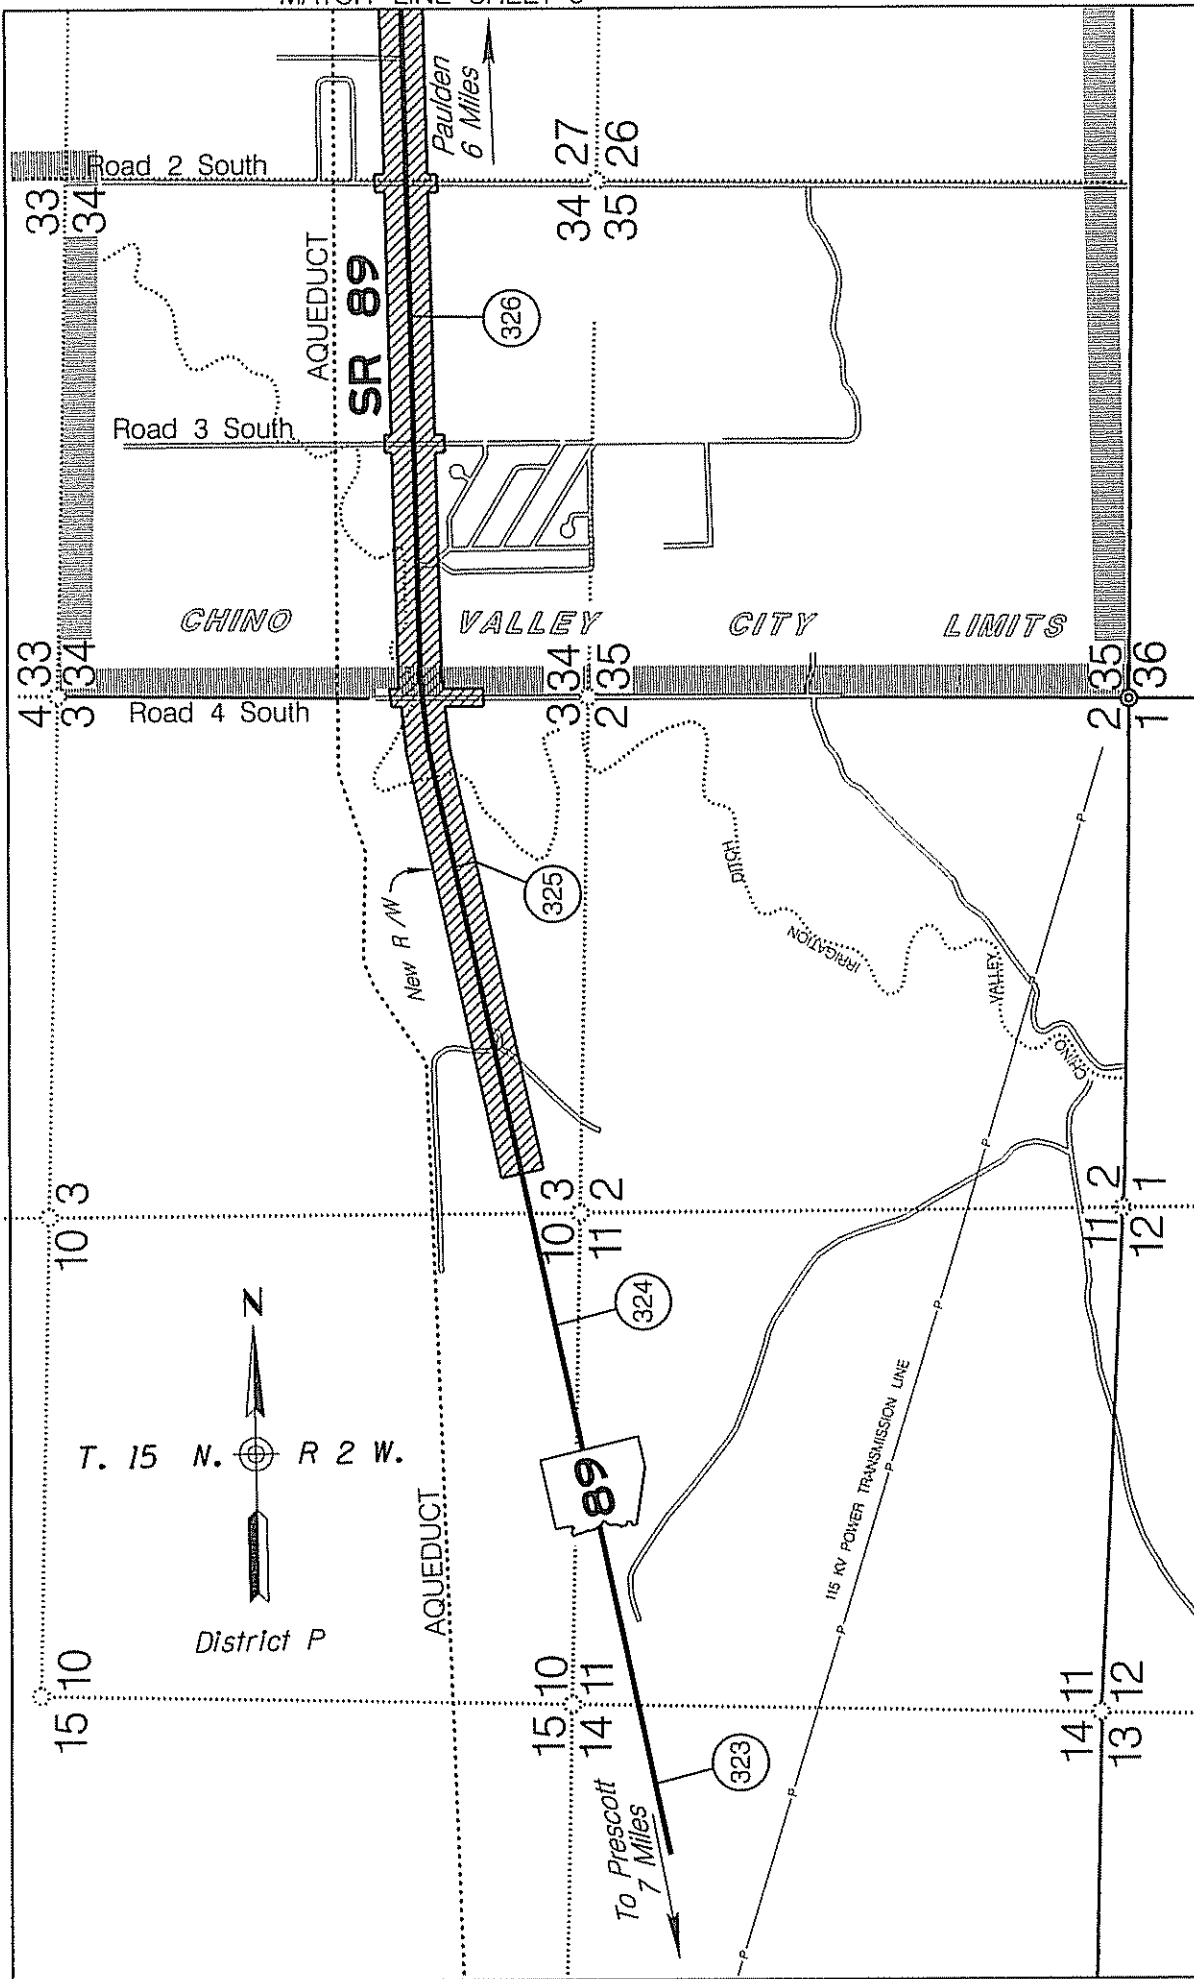 MATCH LINE SHEET
Paulden
6 Miles
33
34
Road 2 South
34 27
35 26
AQUEDUCT
SR 89
326
Road 3 South
CHINO VALLEY CITY LIMITS
4 33
3 34
Road 4 South
3 34
2 35
2 35
1 36
New R/W
325
CHINO VALLEY IRRIGATION DITCH
P
P
P
10 3
10 3
11 2
11 2
12 1
324
P
N
T. 15 N. R 2 W.
District P
89
115 KV POWER TRANSMISSION LINE
P
AQUEDUCT
P
15 10
15 10
14 11
14 11
13 12
323
To Prescott
7 Miles
P
P